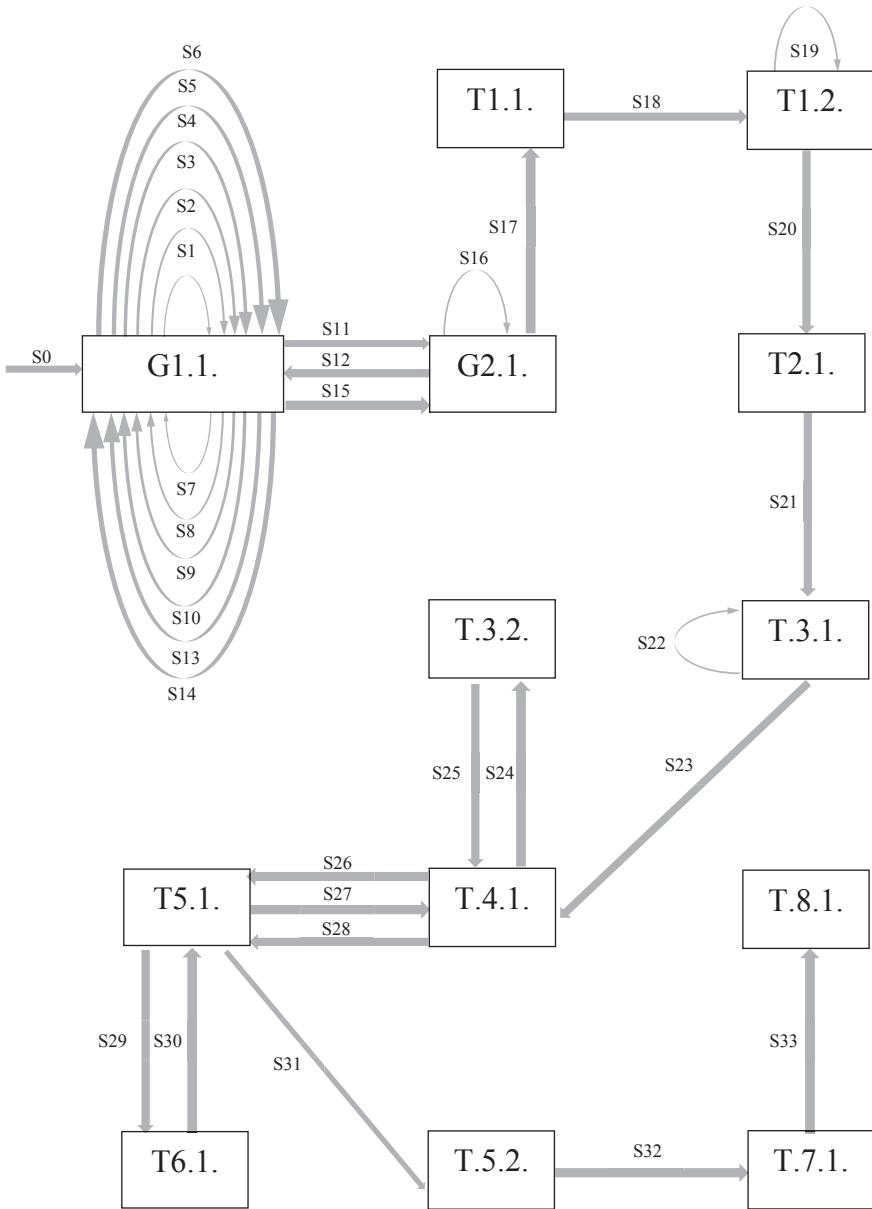 S6
S5
S4
S3
S2
S1
S0
G1.1.
S7
S8
S9
S10
S13
S14
S11
S12
S15
S16
G2.1.
S17
T1.1.
S18
S19
T1.2.
S20
T2.1.
S21
S22
T.3.1.
S23
T.3.2.
S25
S24
S26
S27
S28
T5.1.
T.4.1.
S29
S30
S31
T6.1.
T.5.2.
S32
T.7.1.
S33
T.8.1.